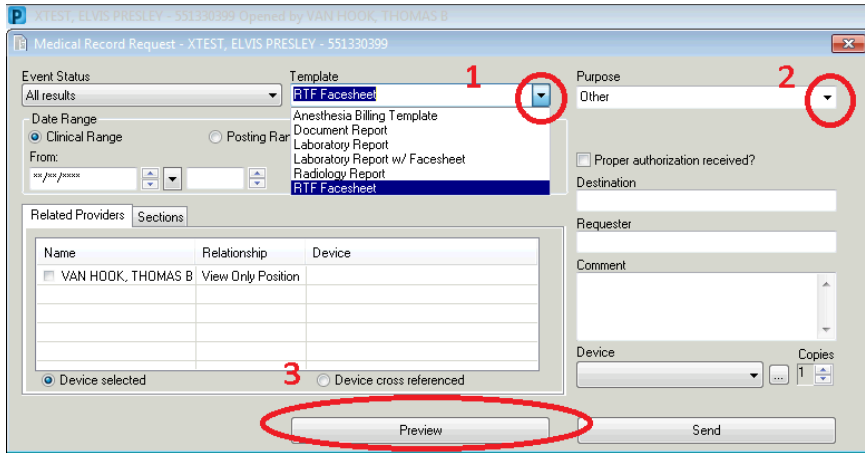 P XTEST, ELVIS PRESLEY - 551330399 Opened by VAN HOOK, THOMAS B
Medical Record Request - XTEST, ELVIS PRESLEY - 551330399
Event Status
Template
1
Purpose
2
All results
RTF Facesheet
Other
Anesthesia Billing Template
Document Report
Laboratory Report
Laboratory Report w/ Facesheet
Radiology Report
RTF Facesheet
Date Range
Clinical Range
Posting Ran
From:
**/**/****
Proper authorization received?
Destination
Related Providers
Sections
Requester
Name
Relationship
Device
VAN HOOK, THOMAS B
View Only Position
Comment
Device
Copies
1
...
Device selected
3
Device cross referenced
Preview
Send